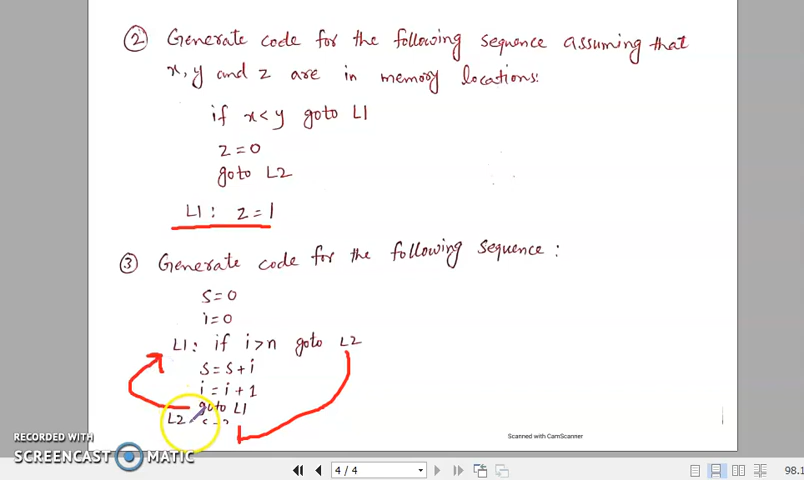 ② Generate code for the following sequence assuming that
x, y and z are in memory locations:
if x < y goto L1
z = 0
goto L2
L1: z = 1
③ Generate code for the following sequence :
s = 0
i = 0
L1: if i > n goto L2
s = s + i
i = i + 1
goto L1
L2
Scanned with CamScanner
RECORDED WITH
SCREENCAST MATIC
4 / 4
98.1